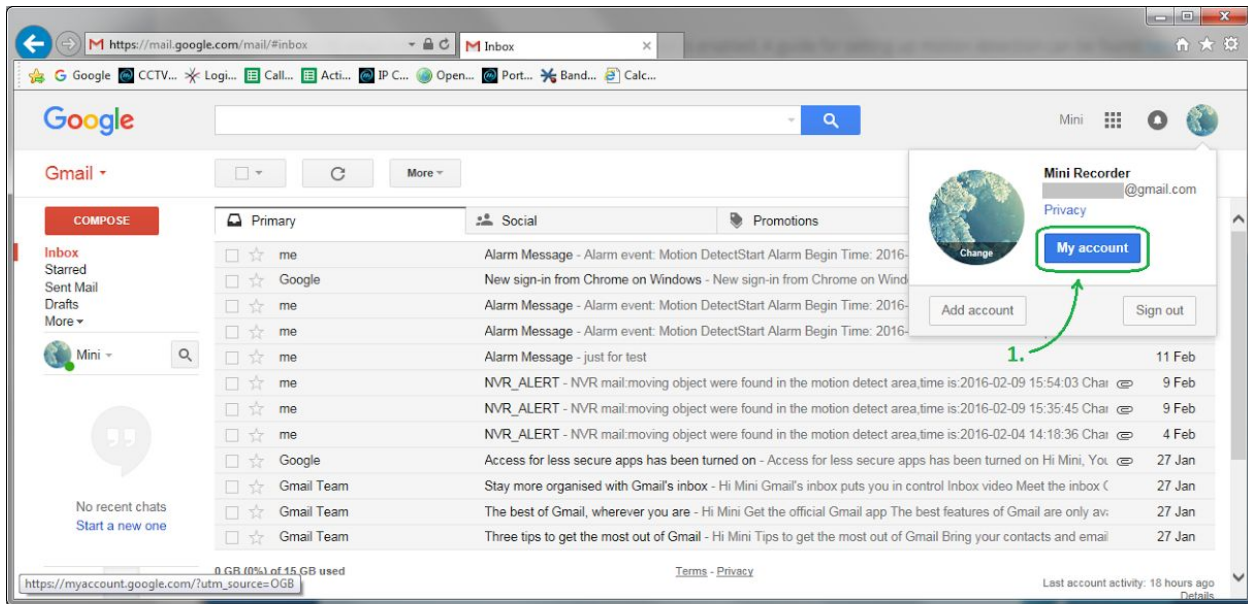 https://mail.google.com/mail/#inbox
Inbox
Google CCTV... Logi... Call... Acti... IP C... Open... Port... Band... Calc...
Google
Mini
Gmail
More
Mini Recorder
@gmail.com
Privacy
My account
Change
Add account
Sign out
1.
COMPOSE
Inbox
Starred
Sent Mail
Drafts
More
Mini
No recent chats
Start a new one
Primary Social Promotions
me Alarm Message - Alarm event: Motion DetectStart Alarm Begin Time: 2016-
Google New sign-in from Chrome on Windows - New sign-in from Chrome on Wind
me Alarm Message - Alarm event: Motion DetectStart Alarm Begin Time: 2016-
me Alarm Message - Alarm event: Motion DetectStart Alarm Begin Time: 2016-
me Alarm Message - just for test 11 Feb
me NVR_ALERT - NVR mail:moving object were found in the motion detect area,time is:2016-02-09 15:54:03 Char 9 Feb
me NVR_ALERT - NVR mail:moving object were found in the motion detect area,time is:2016-02-09 15:35:45 Char 9 Feb
me NVR_ALERT - NVR mail:moving object were found in the motion detect area,time is:2016-02-04 14:18:36 Char 4 Feb
Google Access for less secure apps has been turned on - Access for less secure apps has been turned on Hi Mini, You 27 Jan
Gmail Team Stay more organised with Gmail's inbox - Hi Mini Gmail's inbox puts you in control Inbox video Meet the inbox 27 Jan
Gmail Team The best of Gmail, wherever you are - Hi Mini Get the official Gmail app The best features of Gmail are only 27 Jan
Gmail Team Three tips to get the most out of Gmail - Hi Mini Tips to get the most out of Gmail Bring your contacts and email 27 Jan
0 GB (0%) of 15 GB used
Terms - Privacy
Last account activity: 18 hours ago
Details
https://myaccount.google.com/?utm_source=OGB